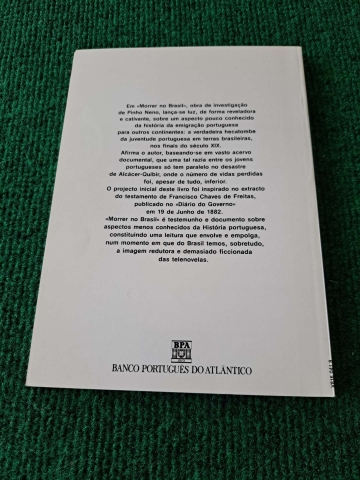 Em «Morrer no Brasil», obra de investigação
de Pinho Neno, lança-se luz, de forma reveladora
e cativante, sobre um aspecto pouco conhecido
da história da emigração portuguesa
para outros continentes: a verdadeira hecatombe
da juventude portuguesa em terras brasileiras,
nos finais do século XIX.
Afirma o autor, baseando-se em vasto acervo
documental, que uma tal razia entre os jovens
portugueses só tem paralelo no desastre
de Alcácer-Quibir, onde o número de vidas perdidas
foi, apesar de tudo, inferior.
O projecto inicial deste livro foi inspirado no extracto
do testamento de Francisco Chaves de Freitas,
publicado no «Diário do Governo»
em 19 de Junho de 1882.
«Morrer no Brasil» é testemunho e documento sobre
aspectos menos conhecidos da História portuguesa,
constituindo uma leitura que envolve e empolga,
num momento em que do Brasil temos, sobretudo,
a imagem redutora e demasiado ficcionada
das telenovelas.
BPA
BANCO PORTUGUÊS DO ATLÂNTICO